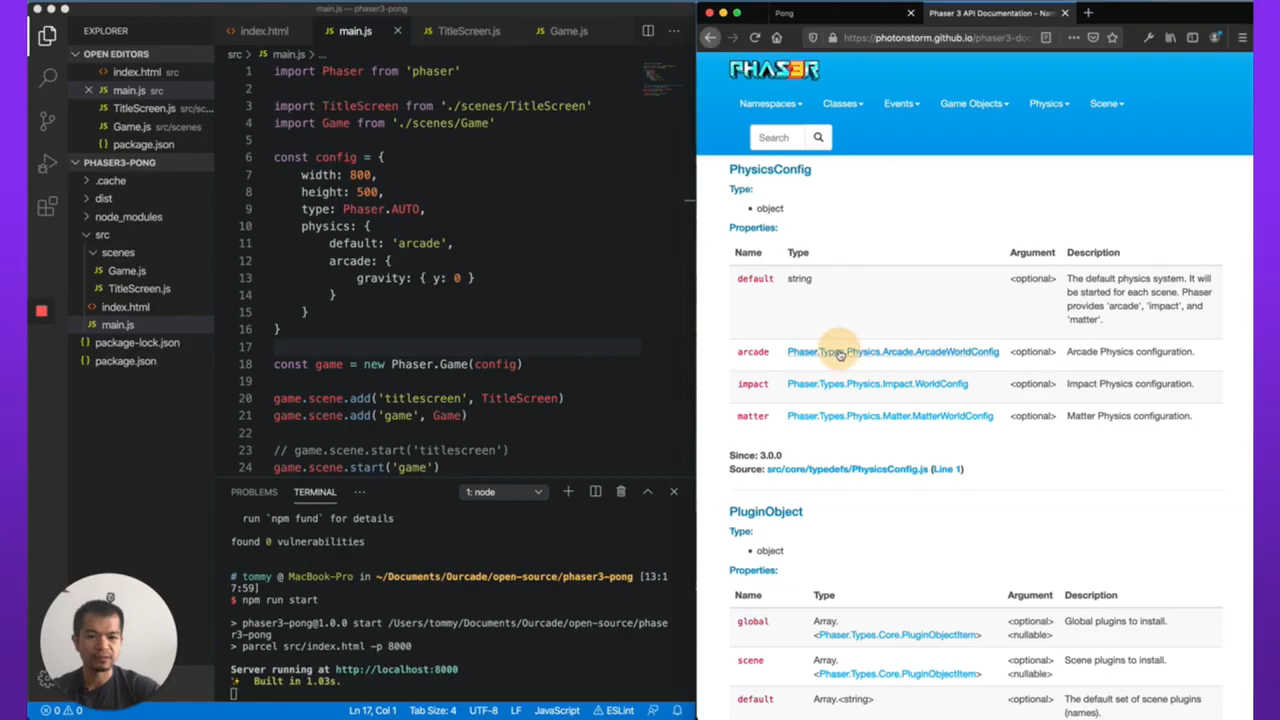 main.js — phaser3-pong
EXPLORER
OPEN EDITORS
index.html src
main.js src
TitleScreen.js src/sc...
Game.js src/scenes
package.json
PHASER3-PONG
.cache
dist
node_modules
src
scenes
Game.js
TitleScreen.js
index.html
main.js
package-lock.json
package.json
index.html
main.js
TitleScreen.js
Game.js
src > main.js > ...
1 import Phaser from 'phaser'
2
3 import TitleScreen from './scenes/TitleScreen'
4 import Game from './scenes/Game'
5
6 const config = {
7 width: 800,
8 height: 500,
9 type: Phaser.AUTO,
10 physics: {
11 default: 'arcade',
12 arcade: {
13 gravity: { y: 0 }
14 }
15 }
16 }
17
18 const game = new Phaser.Game(config)
19
20 game.scene.add('titlescreen', TitleScreen)
21 game.scene.add('game', Game)
22
23 // game.scene.start('titlescreen')
24 game.scene.start('game')
PROBLEMS TERMINAL ... 1: node
run `npm fund` for details
found 0 vulnerabilities
# tommy @ MacBook-Pro in ~/Documents/Ourcade/open-source/phaser3-pong [13:1
7:59]
$ npm run start
> phaser3-pong@1.0.0 start /Users/tommy/Documents/Ourcade/open-source/phase
r3-pong
> parcel src/index.html -p 8000
Server running at http://localhost:8000
Built in 1.03s.
0 0
Ln 17, Col 1 Tab Size: 4 UTF-8 LF JavaScript ESLint
Pong
Phaser 3 API Documentation - Na
https://photonstorm.github.io/phaser3-do
PHASER
Namespaces Classes Events Game Objects Physics Scene
Search
PhysicsConfig
Type:
• object
Properties:
Name Type Argument Description
default string <optional> The default physics system. It will
be started for each scene. Phaser
provides 'arcade', 'impact', and
'matter'.
arcade Phaser.Types.Physics.Arcade.ArcadeWorldConfig <optional> Arcade Physics configuration.
impact Phaser.Types.Physics.Impact.WorldConfig <optional> Impact Physics configuration.
matter Phaser.Types.Physics.Matter.MatterWorldConfig <optional> Matter Physics configuration.
Since: 3.0.0
Source: src/core/typedefs/PhysicsConfig.js (Line 1)
PluginObject
Type:
• object
Properties:
Name Type Argument Description
global Array. <optional> Global plugins to install.
<Phaser.Types.Core.PluginObjectItem> <nullable>
scene Array. <optional> Scene plugins to install.
<Phaser.Types.Core.PluginObjectItem> <nullable>
default Array.<string> <optional> The default set of scene plugins
<nullable> (names).